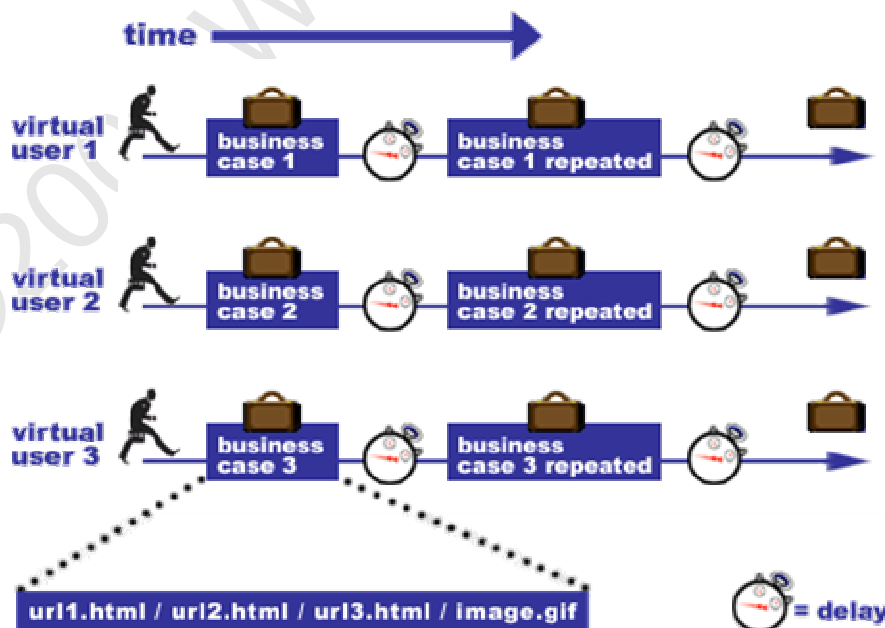 time
virtual
user 1
business
case 1
business
case 1 repeated
virtual
user 2
business
case 2
business
case 2 repeated
virtual
user 3
business
case 3
business
case 3 repeated
url1.html / url2.html / url3.html / image.gif
= delay